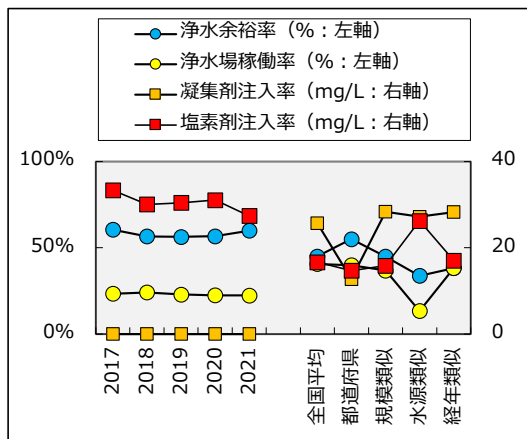 浄水余裕率（%：左軸）
浄水場稼働率（%：左軸）
凝集剤注入率（mg/L：右軸）
塩素剤注入率（mg/L：右軸）
100%
50%
0%
40
20
0
2017
2018
2019
2020
2021
全国平均
都道府県
規模類似
水源類似
経年類似